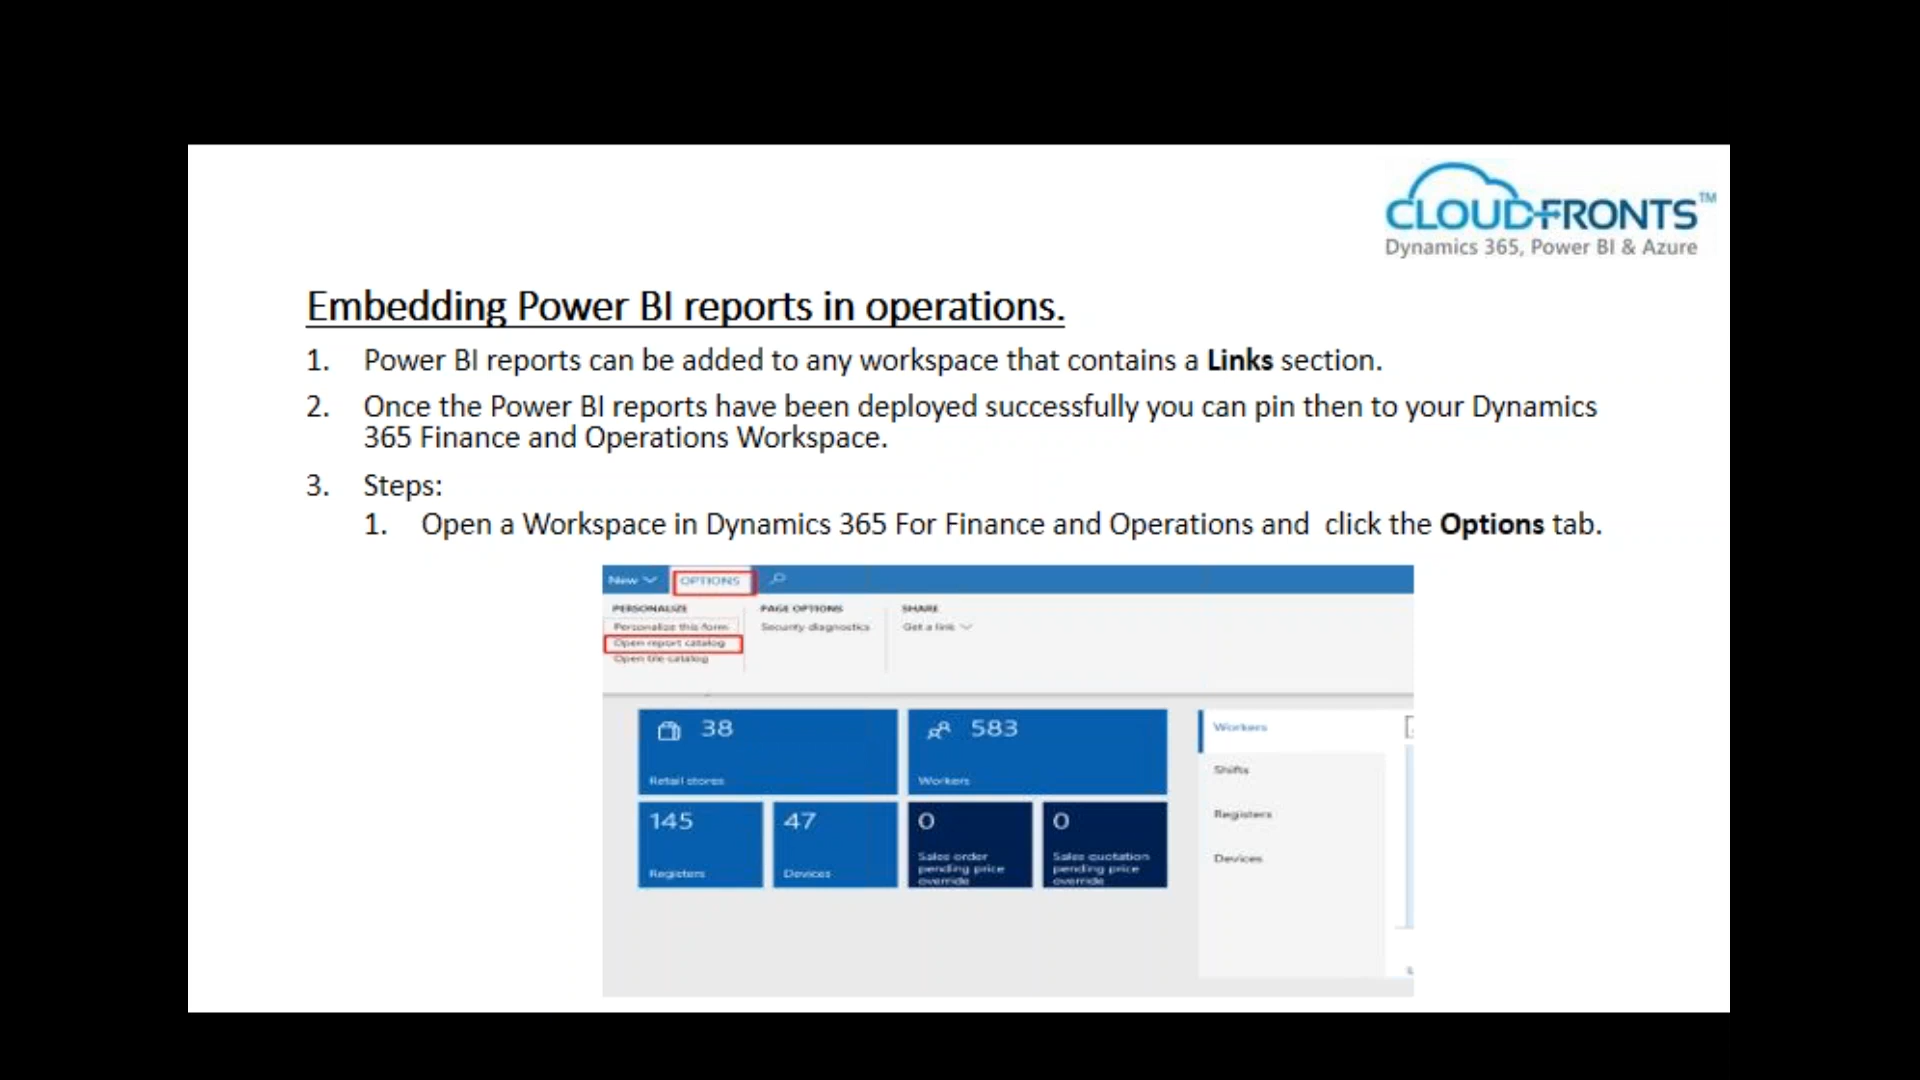 CLOUDFRONTS™
Dynamics 365, Power BI & Azure
Embedding Power BI reports in operations.
1. Power BI reports can be added to any workspace that contains a Links section.
2. Once the Power BI reports have been deployed successfully you can pin then to your Dynamics
365 Finance and Operations Workspace.
3. Steps:
1. Open a Workspace in Dynamics 365 For Finance and Operations and click the Options tab.
New OPTIONS
PERSONALIZE PAGE OPTIONS SHARE
Personalize this form Security diagnostics Get a link
Open report catalog
Open tile catalog
38
Retail stores
583
Workers
145
Registers
47
Devices
0
Sales order
pending price
override
0
Sales quotation
pending price
override
Workers
Shifts
Registers
Devices